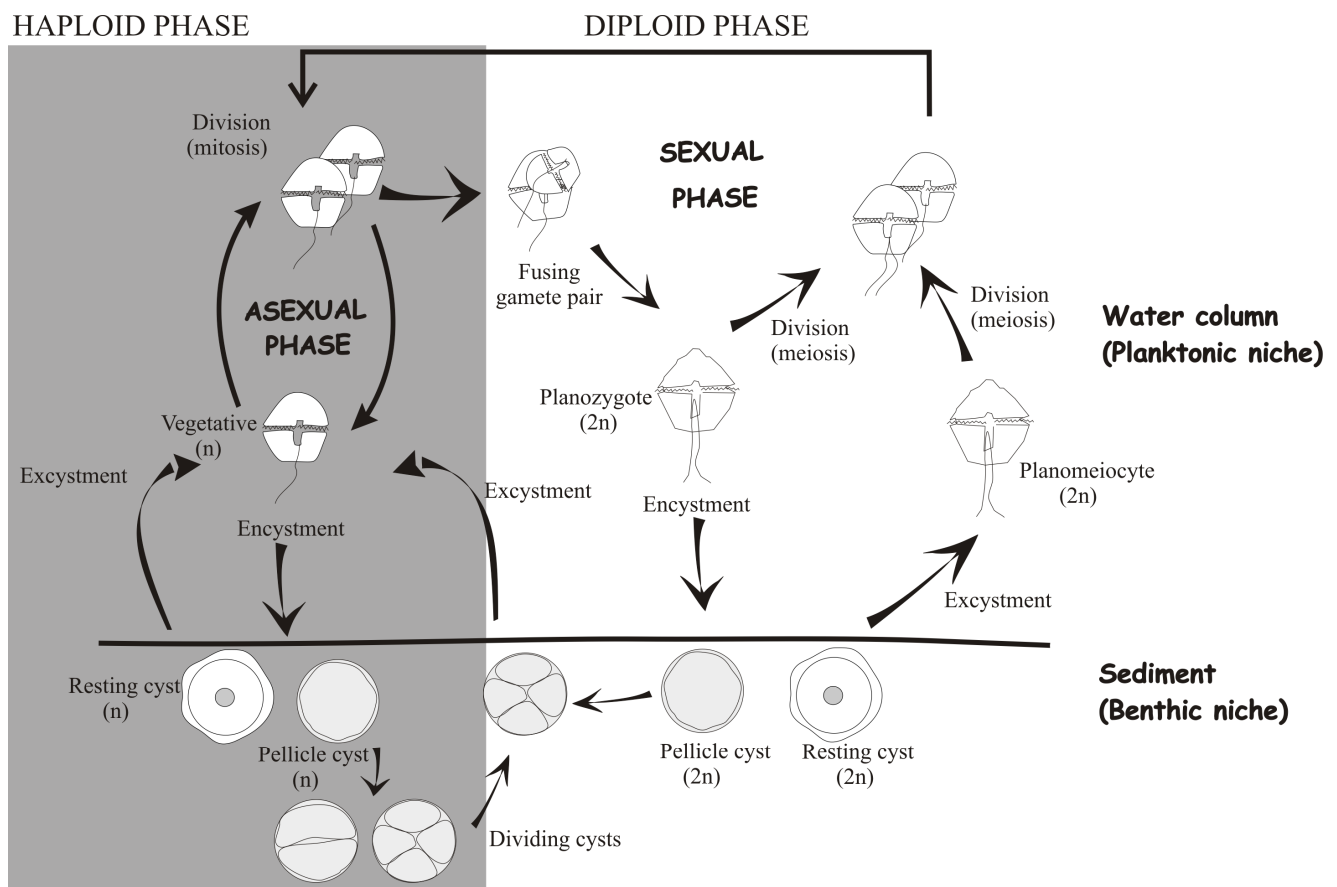 HAPLOID PHASE
DIPLOID PHASE
Division
(mitosis)
SEXUAL
PHASE
Fusing
gamete pair
ASEXUAL
PHASE
Division
(meiosis)
Division
(meiosis)
Water column
(Planktonic niche)
Planozygote
(2n)
Vegetative
(n)
Excystment
Excystment
Planomeiocyte
(2n)
Encystment
Encystment
Excystment
Resting cyst
(n)
Sediment
(Benthic niche)
Pellicle cyst
(n)
Pellicle cyst
(2n)
Resting cyst
(2n)
Dividing cysts